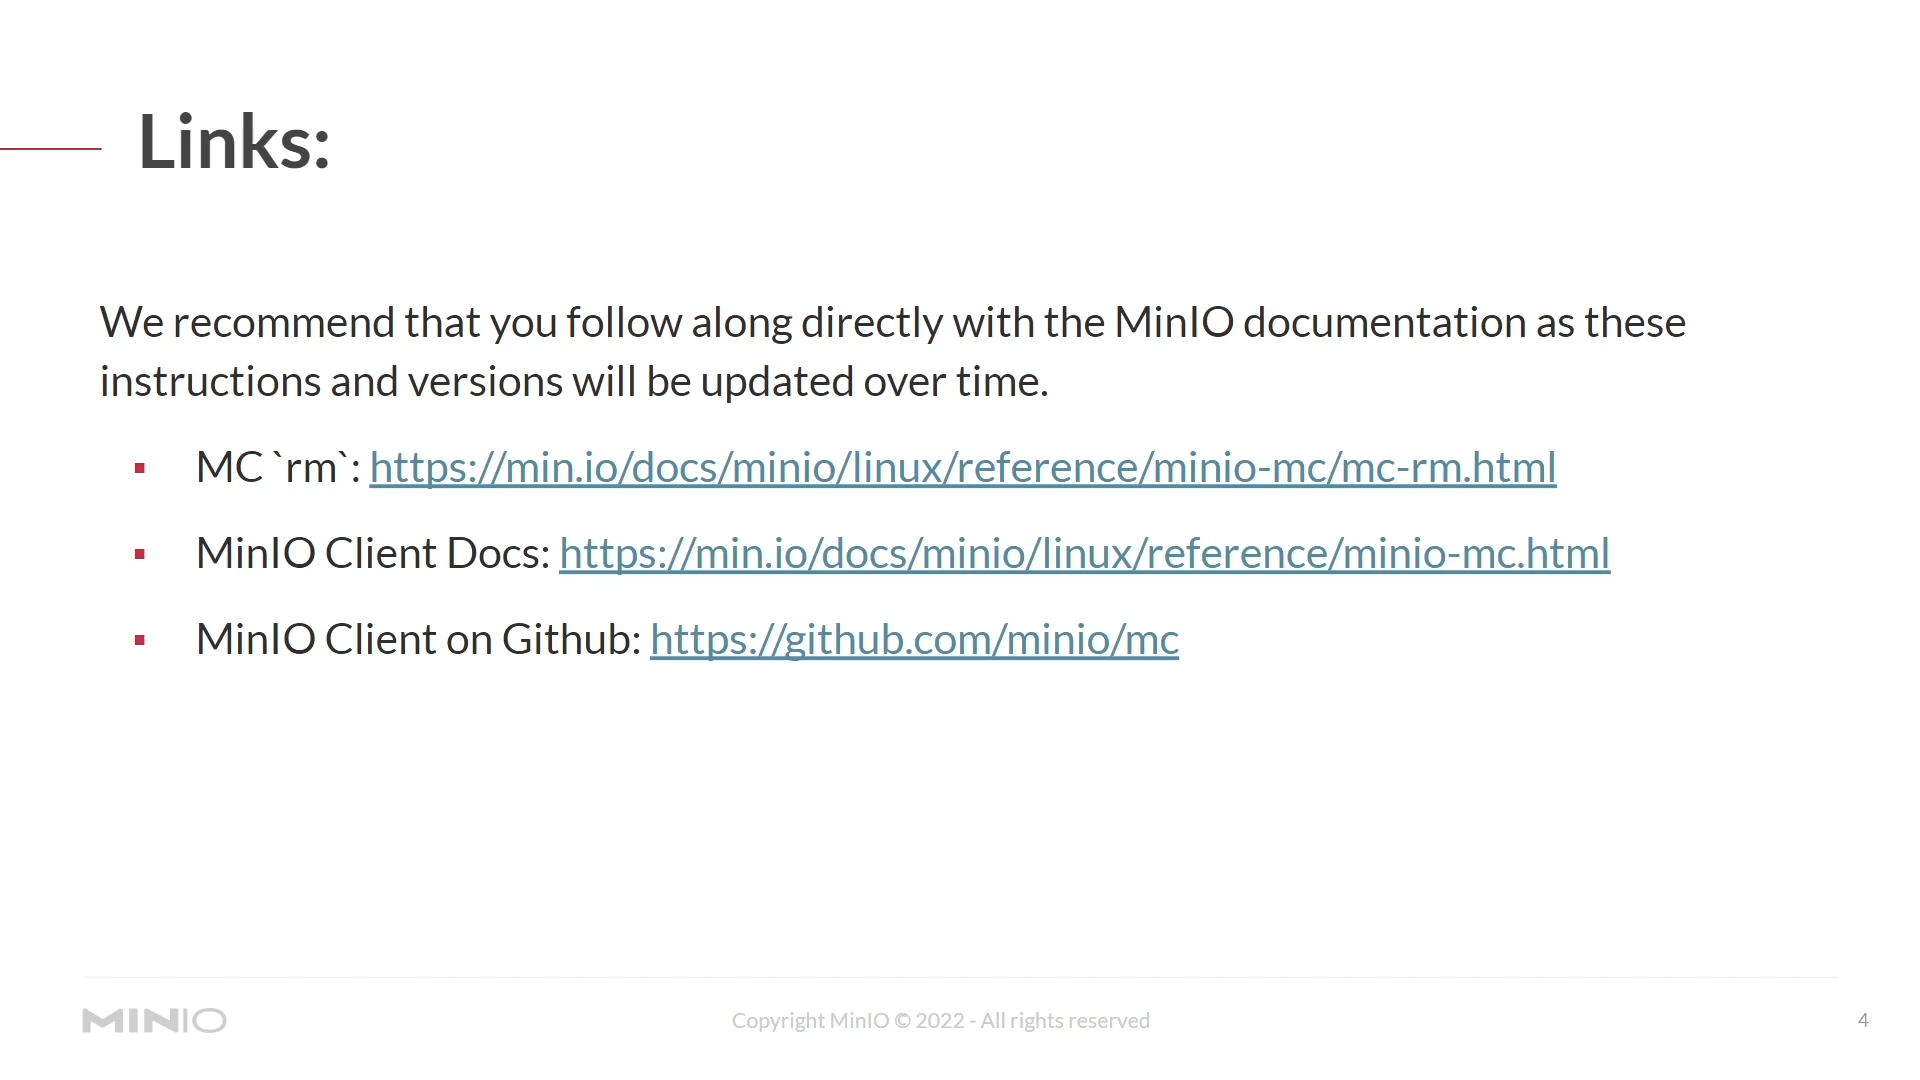 Links:
We recommend that you follow along directly with the MinIO documentation as these
instructions and versions will be updated over time.
▪ MC `rm`: https://min.io/docs/minio/linux/reference/minio-mc/mc-rm.html
▪ MinIO Client Docs: https://min.io/docs/minio/linux/reference/minio-mc.html
▪ MinIO Client on Github: https://github.com/minio/mc
MINIO
Copyright MinIO © 2022 - All rights reserved
4